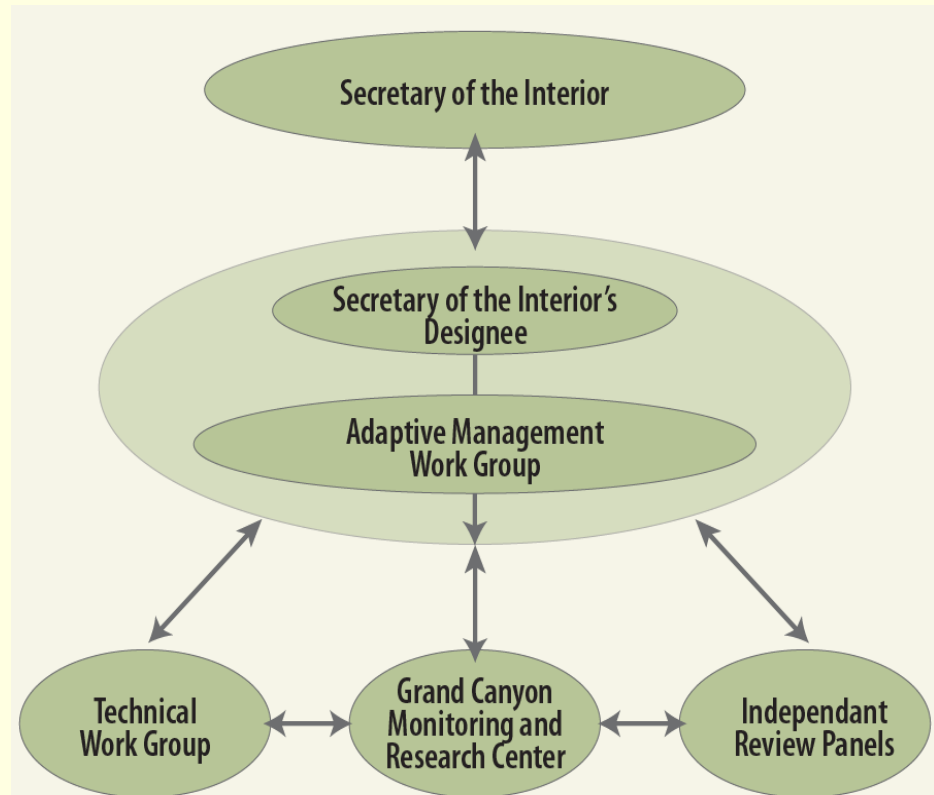 Secretary of the Interior
Secretary of the Interior's
Designee
Adaptive Management
Work Group
Technical
Work Group
Grand Canyon
Monitoring and
Research Center
Independant
Review Panels